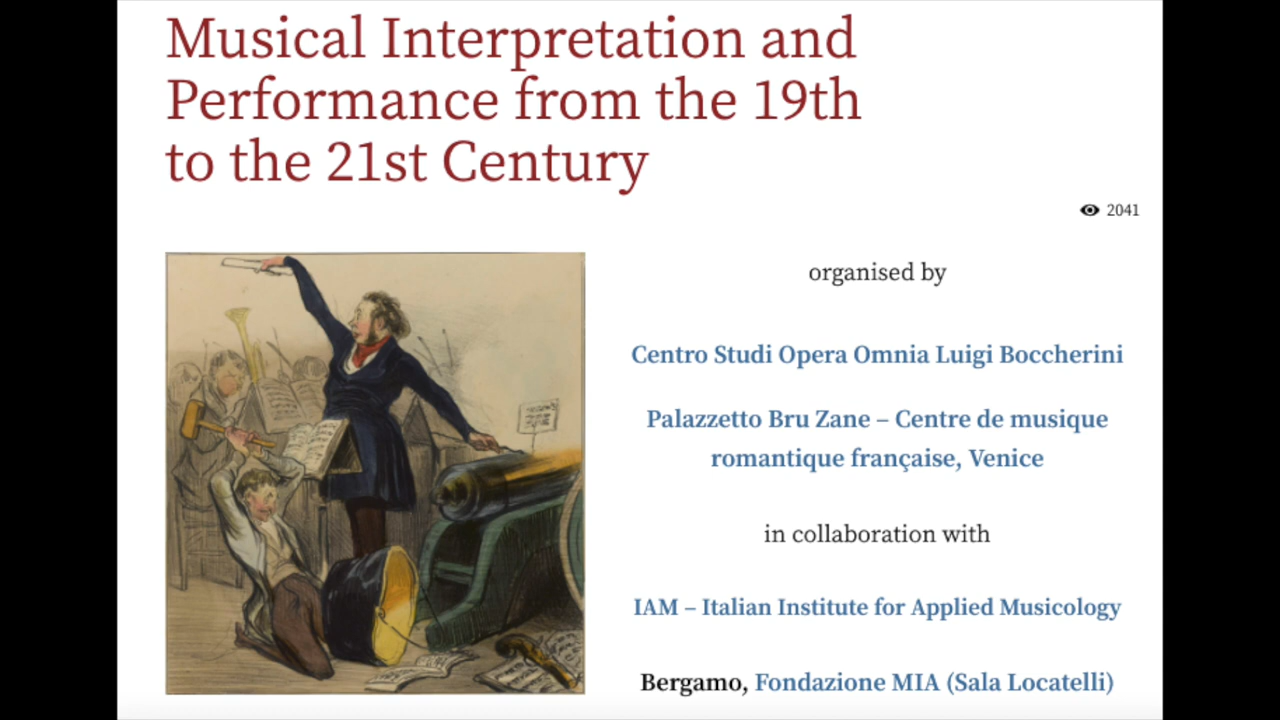 Musical Interpretation and
Performance from the 19th
to the 21st Century
2041
organised by
Centro Studi Opera Omnia Luigi Boccherini
Palazzetto Bru Zane – Centre de musique
romantique française, Venice
in collaboration with
IAM – Italian Institute for Applied Musicology
Bergamo, Fondazione MIA (Sala Locatelli)